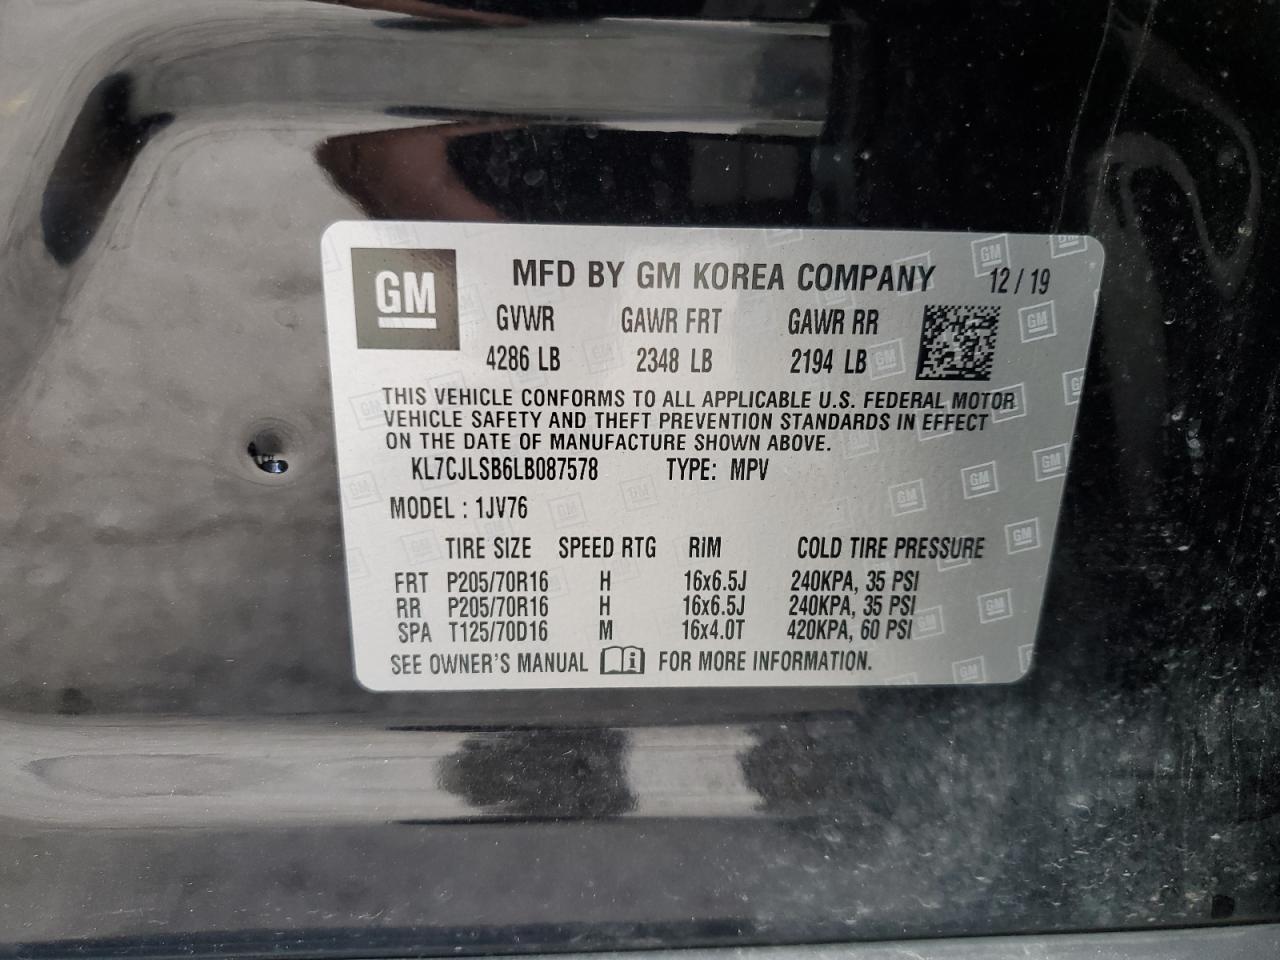 GM MFD BY GM KOREA COMPANY 12/19
GVWR GAWR FRT GAWR RR
4286 LB 2348 LB 2194 LB
THIS VEHICLE CONFORMS TO ALL APPLICABLE U.S. FEDERAL MOTOR
VEHICLE SAFETY AND THEFT PREVENTION STANDARDS IN EFFECT
ON THE DATE OF MANUFACTURE SHOWN ABOVE.
KL7CJLSB6LB087578 TYPE: MPV
MODEL : 1JV76
TIRE SIZE SPEED RTG RIM COLD TIRE PRESSURE
FRT P205/70R16 H 16x6.5J 240KPA, 35 PSI
RR P205/70R16 H 16x6.5J 240KPA, 35 PSI
SPA T125/70D16 M 16x4.0T 420KPA, 60 PSI
SEE OWNER'S MANUAL FOR MORE INFORMATION.